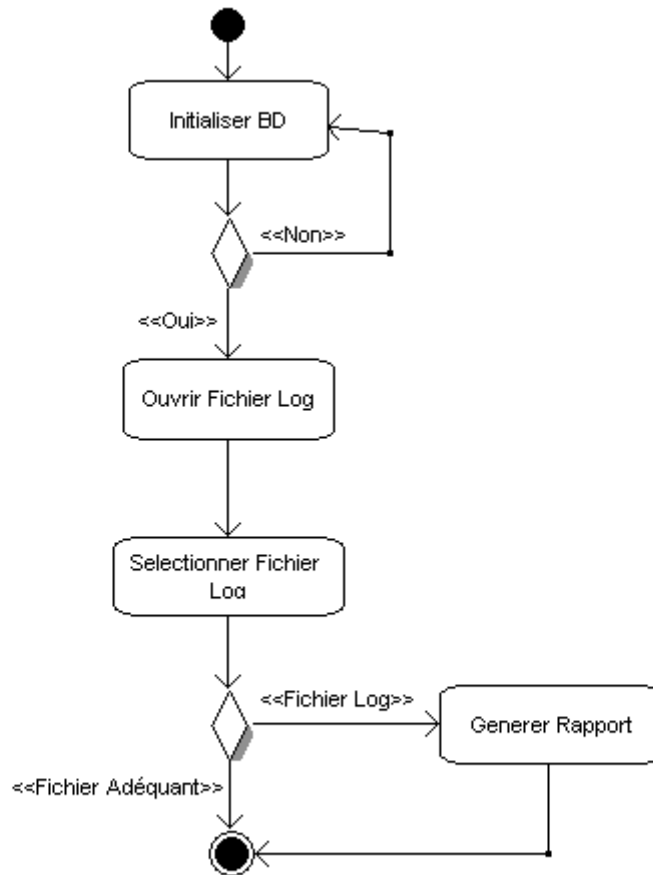 Initialiser BD
<<Non>>
<<Oui>>
Ouvrir Fichier Log
Selectionner Fichier
Log
<<Fichier Log>>
Generer Rapport
<<Fichier Adéquant>>